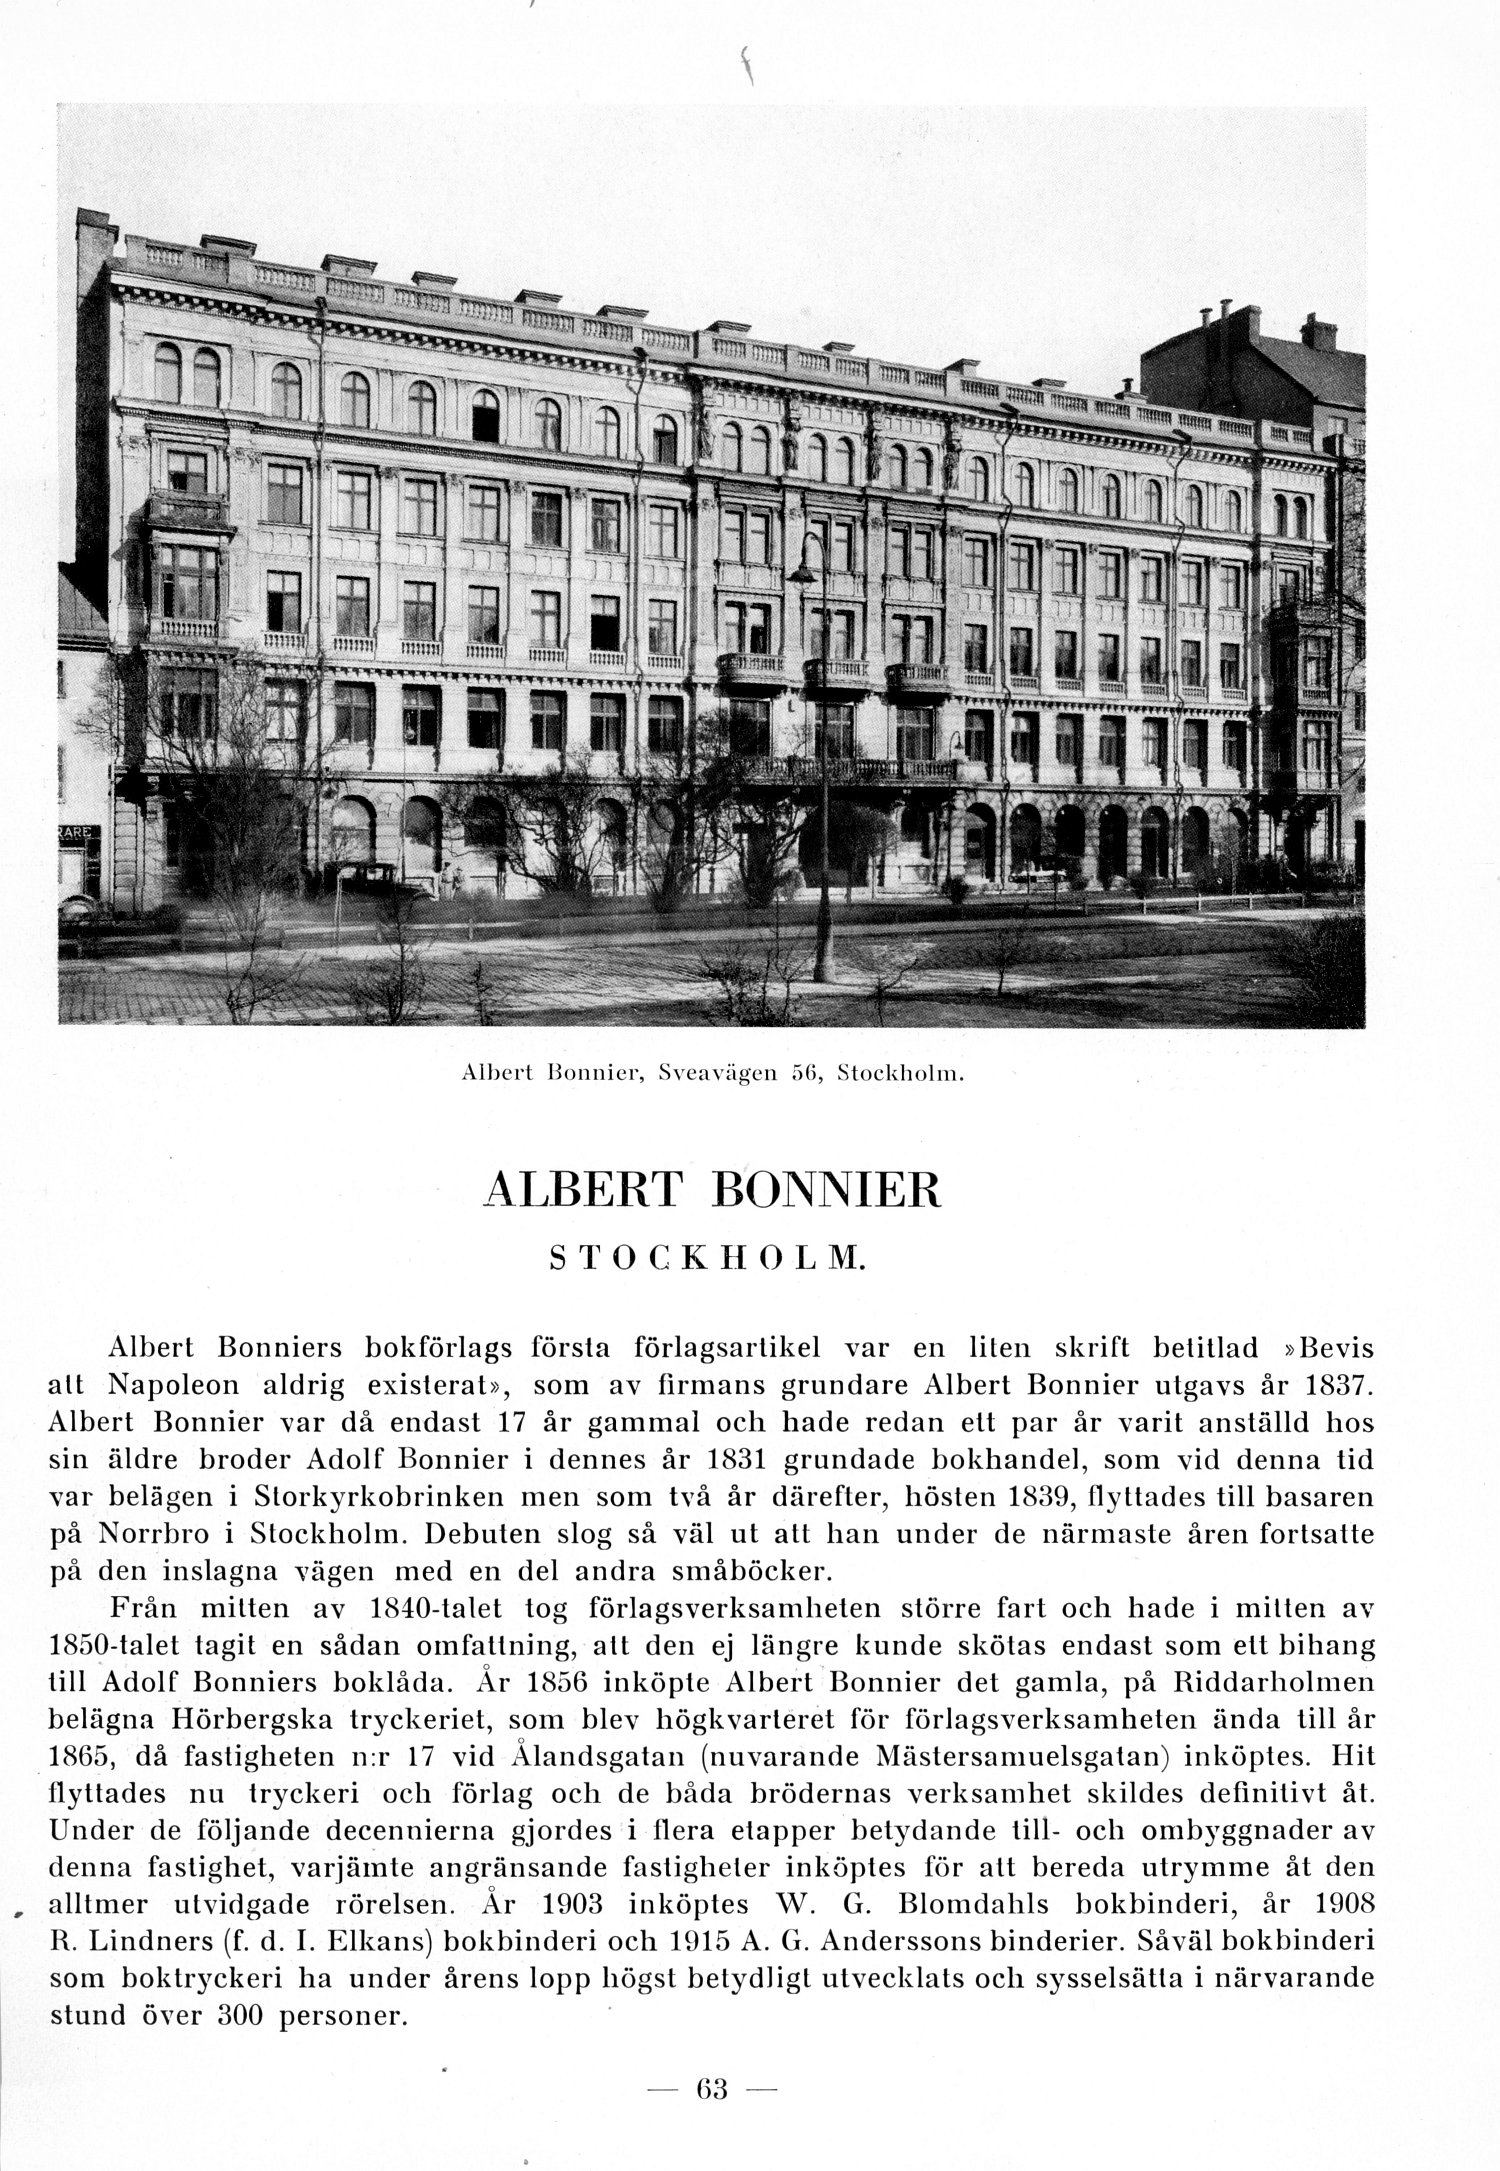 RARE
Albert Bonnier, Sveavägen 56, Stockholm.
ALBERT BONNIER
STOCKHOLM.
Albert Bonniers bokförlags första förlagsartikel var en liten skrift betitlad »Bevis
att Napoleon aldrig existerat», som av firmans grundare Albert Bonnier utgavs år 1837.
Albert Bonnier var då endast 17 år gammal och hade redan ett par år varit anställd hos
sin äldre broder Adolf Bonnier i dennes år 1831 grundade bokhandel, som vid denna tid
var belägen i Storkyrkobrinken men som två år därefter, hösten 1839, flyttades till basaren
på Norrbro i Stockholm. Debuten slog så väl ut att han under de närmaste åren fortsatte
på den inslagna vägen med en del andra småböcker.
Från mitten av 1840-talet tog förlagsverksamheten större fart och hade i mitten av
1850-talet tagit en sådan omfattning, att den ej längre kunde skötas endast som ett bihang
till Adolf Bonniers boklåda. År 1856 inköpte Albert Bonnier det gamla, på Riddarholmen
belägna Hörbergska tryckeriet, som blev högkvarteret för förlagsverksamheten ända till år
1865, då fastigheten n:r 17 vid Ålandsgatan (nuvarande Mästersamuelsgatan) inköptes. Hit
flyttades nu tryckeri och förlag och de båda brödernas verksamhet skildes definitivt åt.
Under de följande decennierna gjordes i flera etapper betydande till- och ombyggnader av
denna fastighet, varjämte angränsande fastigheter inköptes för att bereda utrymme åt den
alltmer utvidgade rörelsen. År 1903 inköptes W. G. Blomdahls bokbinderi, år 1908
R. Lindners (f. d. I. Elkans) bokbinderi och 1915 A. G. Anderssons binderier. Såväl bokbinderi
som boktryckeri ha under årens lopp högst betydligt utvecklats och sysselsätta i närvarande
stund över 300 personer.
— 63 —